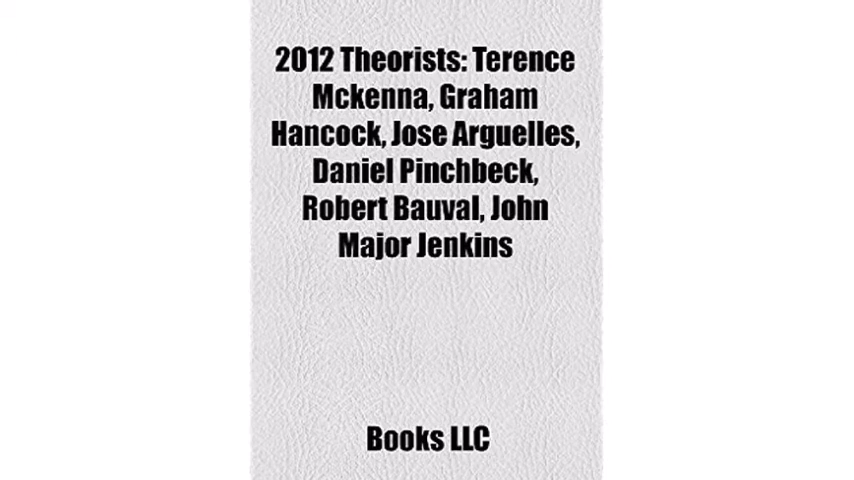 2012 Theorists: Terence
Mckenna, Graham
Hancock, Jose Arguelles,
Daniel Pinchbeck,
Robert Bauval, John
Major Jenkins
Books LLC